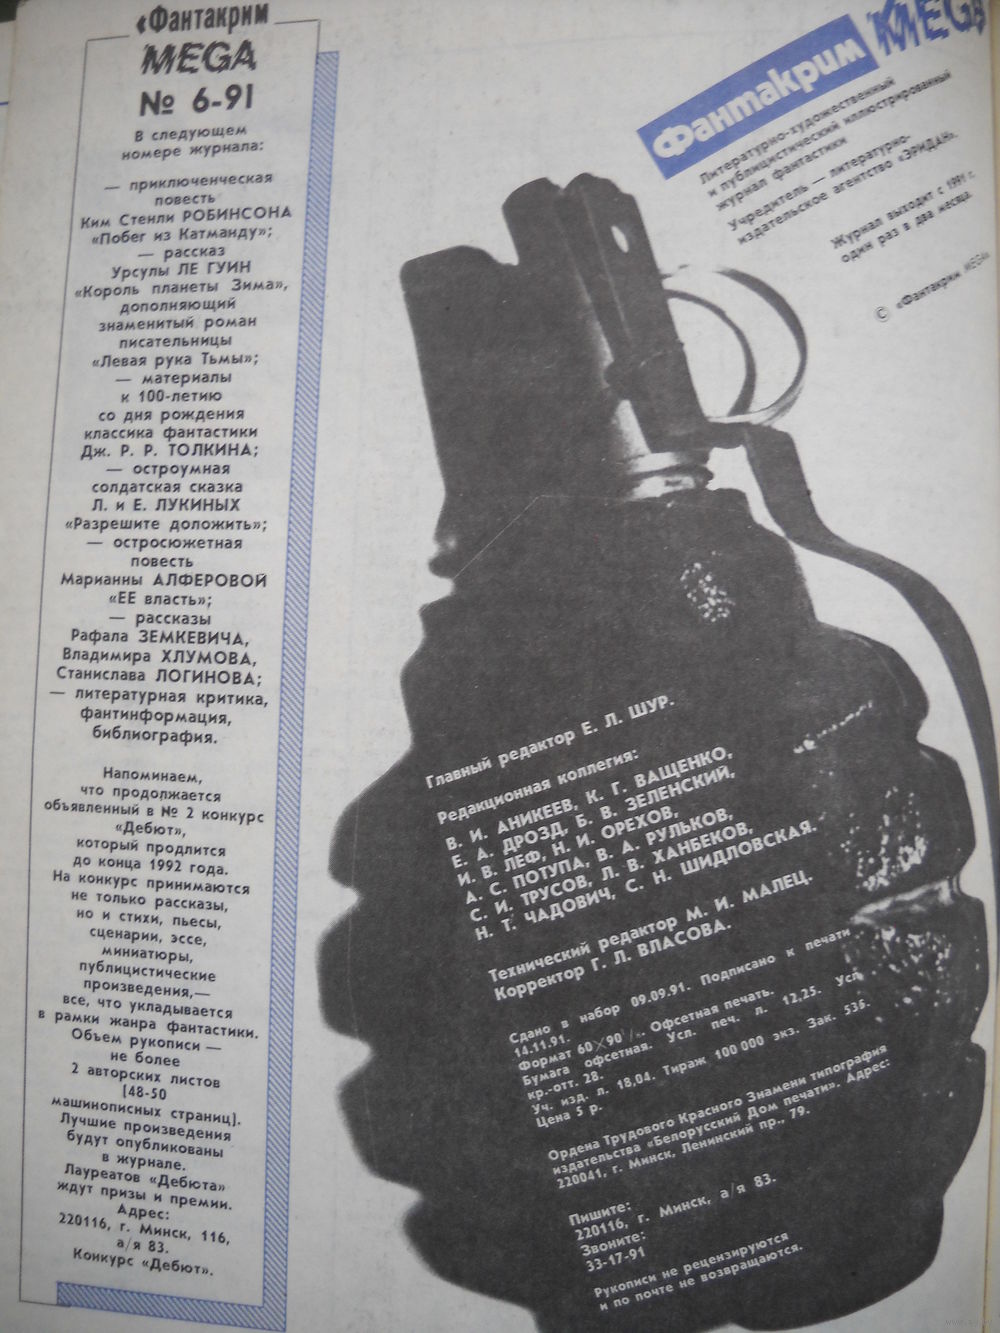 «Фантакрим
MEGA
№ 6-91
В следующем
номере журнала:
— приключенческая
повесть
Ким Стенли РОБИНСОНА
«Побег из Катманду»;
— рассказ
Урсулы ЛЕ ГУИН
«Король планеты Зима»,
дополняющий
знаменитый роман
писательницы
«Левая рука Тьмы»;
— материалы
к 100-летию
со дня рождения
классика фантастики
Дж. Р. Р. ТОЛКИНА;
— остроумная
солдатская сказка
Л. и Е. ЛУКИНЫХ
«Разрешите доложить»;
— остросюжетная
повесть
Марианны АЛФЕРОВОЙ
«ЕЕ власть»;
— рассказы
Рафала ЗЕМКЕВИЧА,
Владимира ХЛУМОВА,
Станислава ЛОГИНОВА;
— литературная критика,
фантинформация,
библиография.
Напоминаем,
что продолжается
объявленный в № 2 конкурс
«Дебют»,
который продлится
до конца 1992 года.
На конкурс принимаются
не только рассказы,
но и стихи, пьесы,
сценарии, эссе,
миниатюры,
публицистические
произведения,—
все, что укладывается
в рамки жанра фантастики.
Объем рукописи —
не более
2 авторских листов
(48-50
машинописных страниц).
Лучшие произведения
будут опубликованы
в журнале.
Лауреатов «Дебюта»
ждут призы и премии.
Адрес:
220116, г. Минск, 116,
а/я 83.
Конкурс «Дебют».
Фантакрим MEGA
Литературно-художественный
и публицистический иллюстрированный
журнал фантастики
Учредитель — литературно-
издательское агентство «ЭРИДАН».
Журнал выходит с 1991 г.
один раз в два месяца.
© «Фантакрим MEGA»
Главный редактор Е. Л. ШУР.
Редакционная коллегия:
В. И. АНИКЕЕВ, К. Г. ВАЩЕНКО,
Е. А. ДРОЗД, Б. В. ЗЕЛЕНСКИЙ,
И. В. ЛЕФ, Н. И. ОРЕХОВ,
А. С. ПОТУПА, В. А. РУЛЬКОВ,
С. И. ТРУСОВ, Л. В. ХАНБЕКОВ,
Н. Т. ЧАДОВИЧ, С. Н. ШИДЛОВСКАЯ.
Технический редактор М. И. МАЛЕЦ.
Корректор Г. Л. ВЛАСОВА.
Сдано в набор 09.09.91. Подписано к печати
14.11.91.
Формат 60×90 Офсетная печать.
Бумага офсетная. Усл. печ. л. 12,25. Усл.
кр.-отт. 28.
Уч. изд. л. 18,04. Тираж 100 000 экз. Зак. 535.
Цена 5 р.
Ордена Трудового Красного Знамени типография
издательства «Белорусский Дом печати». Адрес:
220041, г. Минск, Ленинский пр., 79.
Пишите:
220116, г. Минск, а/я 83.
Звоните:
33-17-91
Рукописи не рецензируются
и по почте не возвращаются.